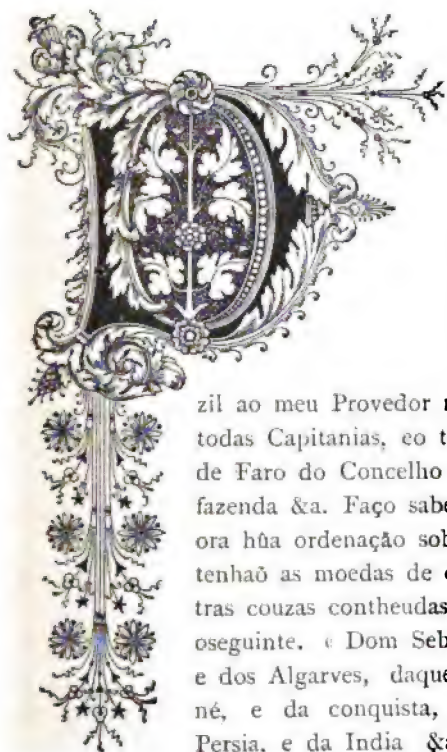 D
zil ao meu Provedor
todas Capitanias, eo
de Faro do Concelho
fazenda &a. Faço sabe
ora hũa ordenação sob
tenhaõ as moedas de
tras couzas contheudas
oseguinte. Dom Seb
e dos Algarves, daque
né, e da conquista,
Persia, e da India &